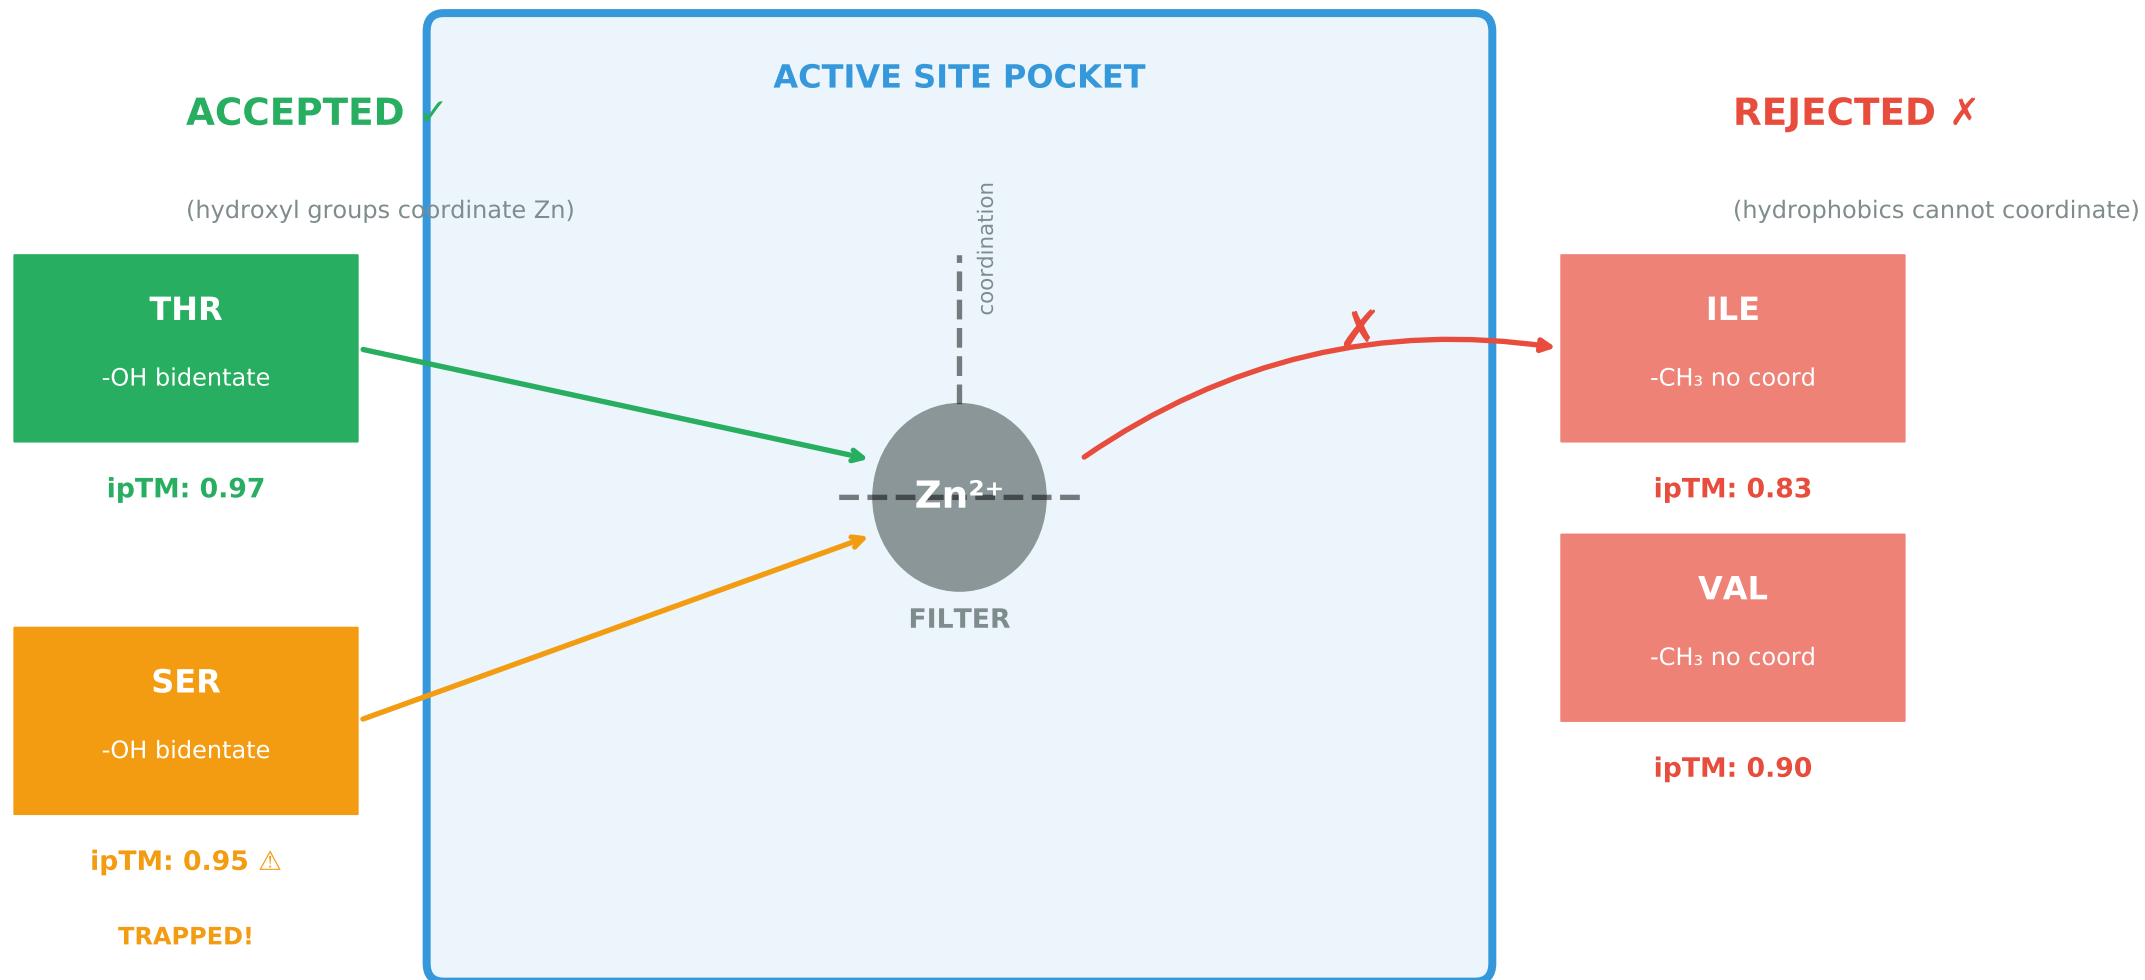 ACTIVE SITE POCKET
ACCEPTED ✓
(hydroxyl groups coordinate Zn)
THR
-OH bidentate
ipTM: 0.97
SER
-OH bidentate
ipTM: 0.95 ⚠
TRAPPED!
coordination
Zn²⁺
FILTER
✗
REJECTED ✗
(hydrophobics cannot coordinate)
ILE
-CH₃ no coord
ipTM: 0.83
VAL
-CH₃ no coord
ipTM: 0.90